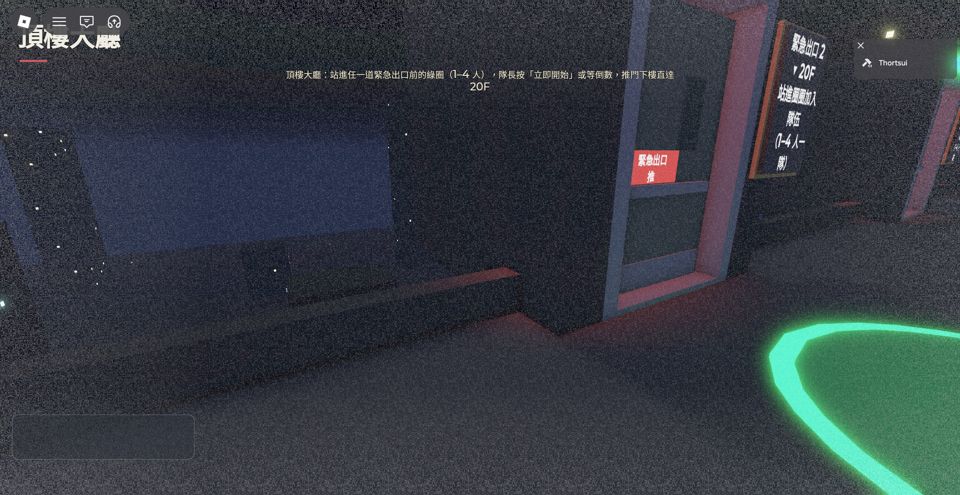 頂樓大廳
頂樓大廳：站進任一道緊急出口前的綠圈（1–4 人），隊長按「立即開始」或等倒數，推門下樓直達
20F
Thortsui
緊急出口
推
緊急出口 2
▼ 20F
站進圈圈加入
隊伍
(1–4 人一
隊)